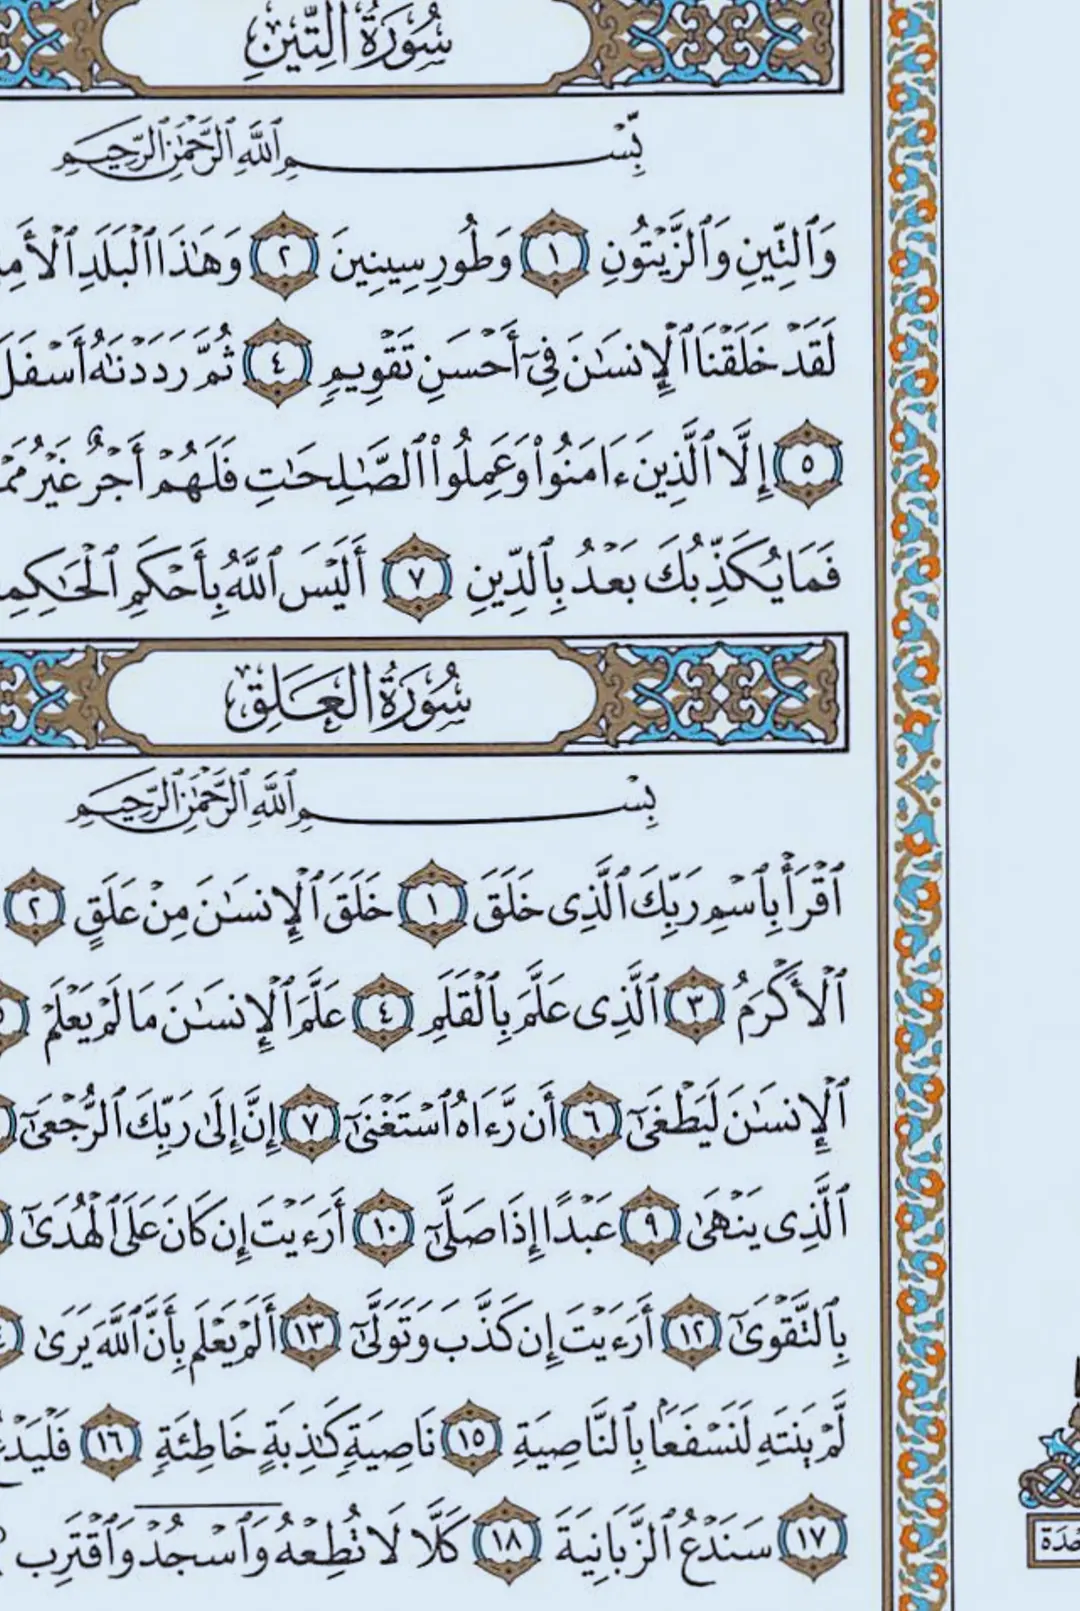 سُورَةُ التِّينِ
بِّسْمِ ٱللَّهِ ٱلرَّحْمَٰنِ ٱلرَّحِيمِ
وَٱلتِّينِ وَٱلزَّيْتُونِ ١ وَطُورِ سِينِينَ ٢ وَهَٰذَا ٱلْبَلَدِ
لَقَدْ خَلَقْنَا ٱلْإِنسَٰنَ فِىٓ أَحْسَنِ تَقْوِيمٍ ٤ ثُمَّ رَدَدْنَٰهُ أَسْفَلَ
٥ إِلَّا ٱلَّذِينَ ءَامَنُوا۟ وَعَمِلُوا۟ ٱلصَّٰلِحَٰتِ فَلَهُمْ أَجْرٌ غَيْرُ
فَمَا يُكَذِّبُكَ بَعْدُ بِٱلدِّينِ ٧ أَلَيْسَ ٱللَّهُ بِأَحْكَمِ
سُورَةُ العَلَقِ
بِسْمِ ٱللَّهِ ٱلرَّحْمَٰنِ ٱلرَّحِيمِ
ٱقْرَأْ بِٱسْمِ رَبِّكَ ٱلَّذِى خَلَقَ ١ خَلَقَ ٱلْإِنسَٰنَ مِنْ عَلَقٍ ٢
ٱلْأَكْرَمُ ٣ ٱلَّذِى عَلَّمَ بِٱلْقَلَمِ ٤ عَلَّمَ ٱلْإِنسَٰنَ مَا لَمْ يَعْلَمْ
ٱلْإِنسَٰنَ لَيَطْغَىٰٓ ٦ أَن رَّءَاهُ ٱسْتَغْنَىٰٓ ٧ إِنَّ إِلَىٰ رَبِّكَ ٱلرُّجْعَىٰٓ
ٱلَّذِى يَنْهَىٰ ٩ عَبْدًا إِذَا صَلَّىٰٓ ١٠ أَرَءَيْتَ إِن كَانَ عَلَى ٱلْهُدَىٰٓ
بِٱلتَّقْوَىٰٓ ١٢ أَرَءَيْتَ إِن كَذَّبَ وَتَوَلَّىٰٓ ١٣ أَلَمْ يَعْلَم بِأَنَّ ٱللَّهَ يَرَىٰ
لَّمْ يَنتَهِ لَنَسْفَعًۢا بِٱلنَّاصِيَةِ ١٥ نَاصِيَةٍ كَٰذِبَةٍ خَاطِئَةٍ ١٦
١٧ سَنَدْعُ ٱلزَّبَانِيَةَ ١٨ كَلَّا لَا تُطِعْهُ وَٱسْجُدْ وَٱقْتَرِب